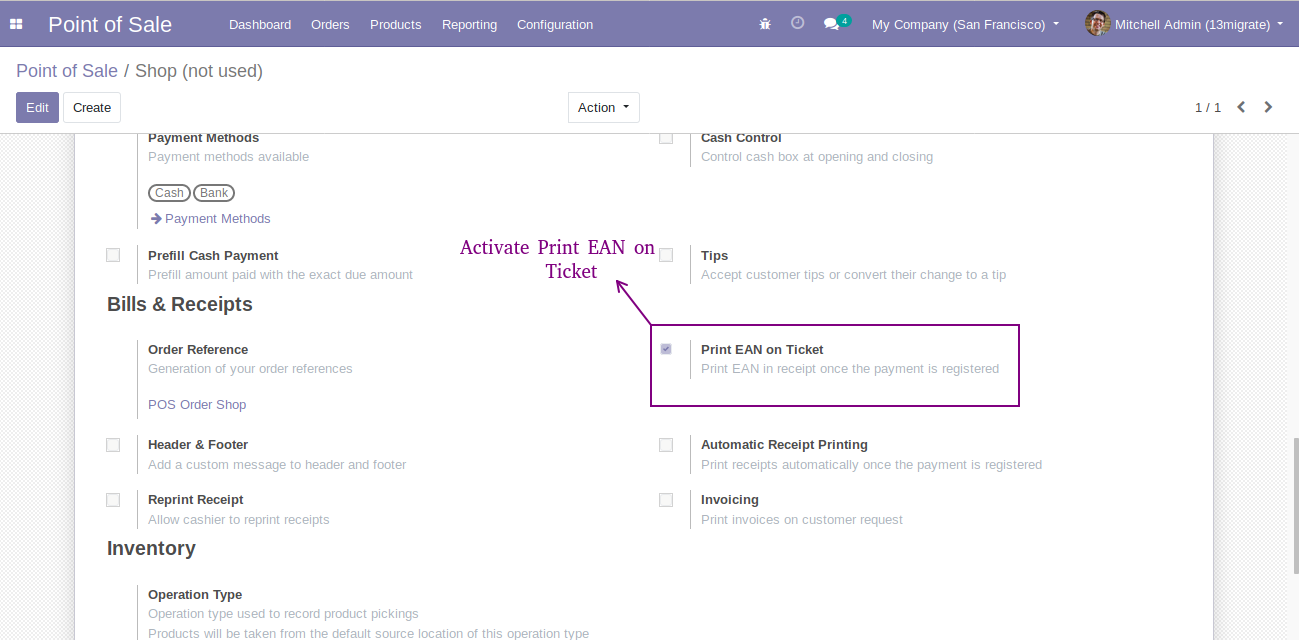 Point of Sale Dashboard Orders Products Reporting Configuration 4 My Company (San Francisco) Mitchell Admin (13migrate)
Point of Sale / Shop (not used)
Edit Create Action 1 / 1
Payment Methods
Payment methods available
Cash Bank
Payment Methods
Cash Control
Control cash box at opening and closing
Prefill Cash Payment
Prefill amount paid with the exact due amount
Activate Print EAN on
Ticket
Tips
Accept customer tips or convert their change to a tip
Bills & Receipts
Order Reference
Generation of your order references
POS Order Shop
Print EAN on Ticket
Print EAN in receipt once the payment is registered
Header & Footer
Add a custom message to header and footer
Automatic Receipt Printing
Print receipts automatically once the payment is registered
Reprint Receipt
Allow cashier to reprint receipts
Invoicing
Print invoices on customer request
Inventory
Operation Type
Operation type used to record product pickings
Products will be taken from the default source location of this operation type